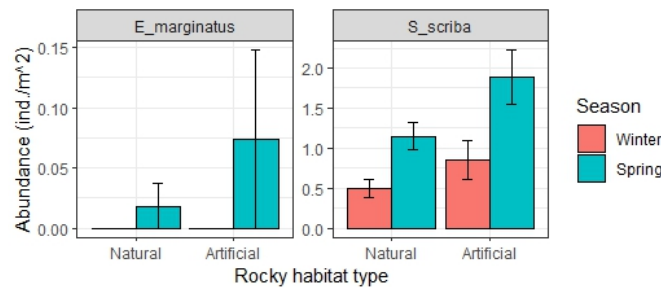 E_marginatus
S_scriba
Abundance (ind./m^2)
0.15
0.10
0.05
0.00
2.0
1.5
1.0
0.5
0.0
Natural
Artificial
Natural
Artificial
Rocky habitat type
Season
Winter
Spring